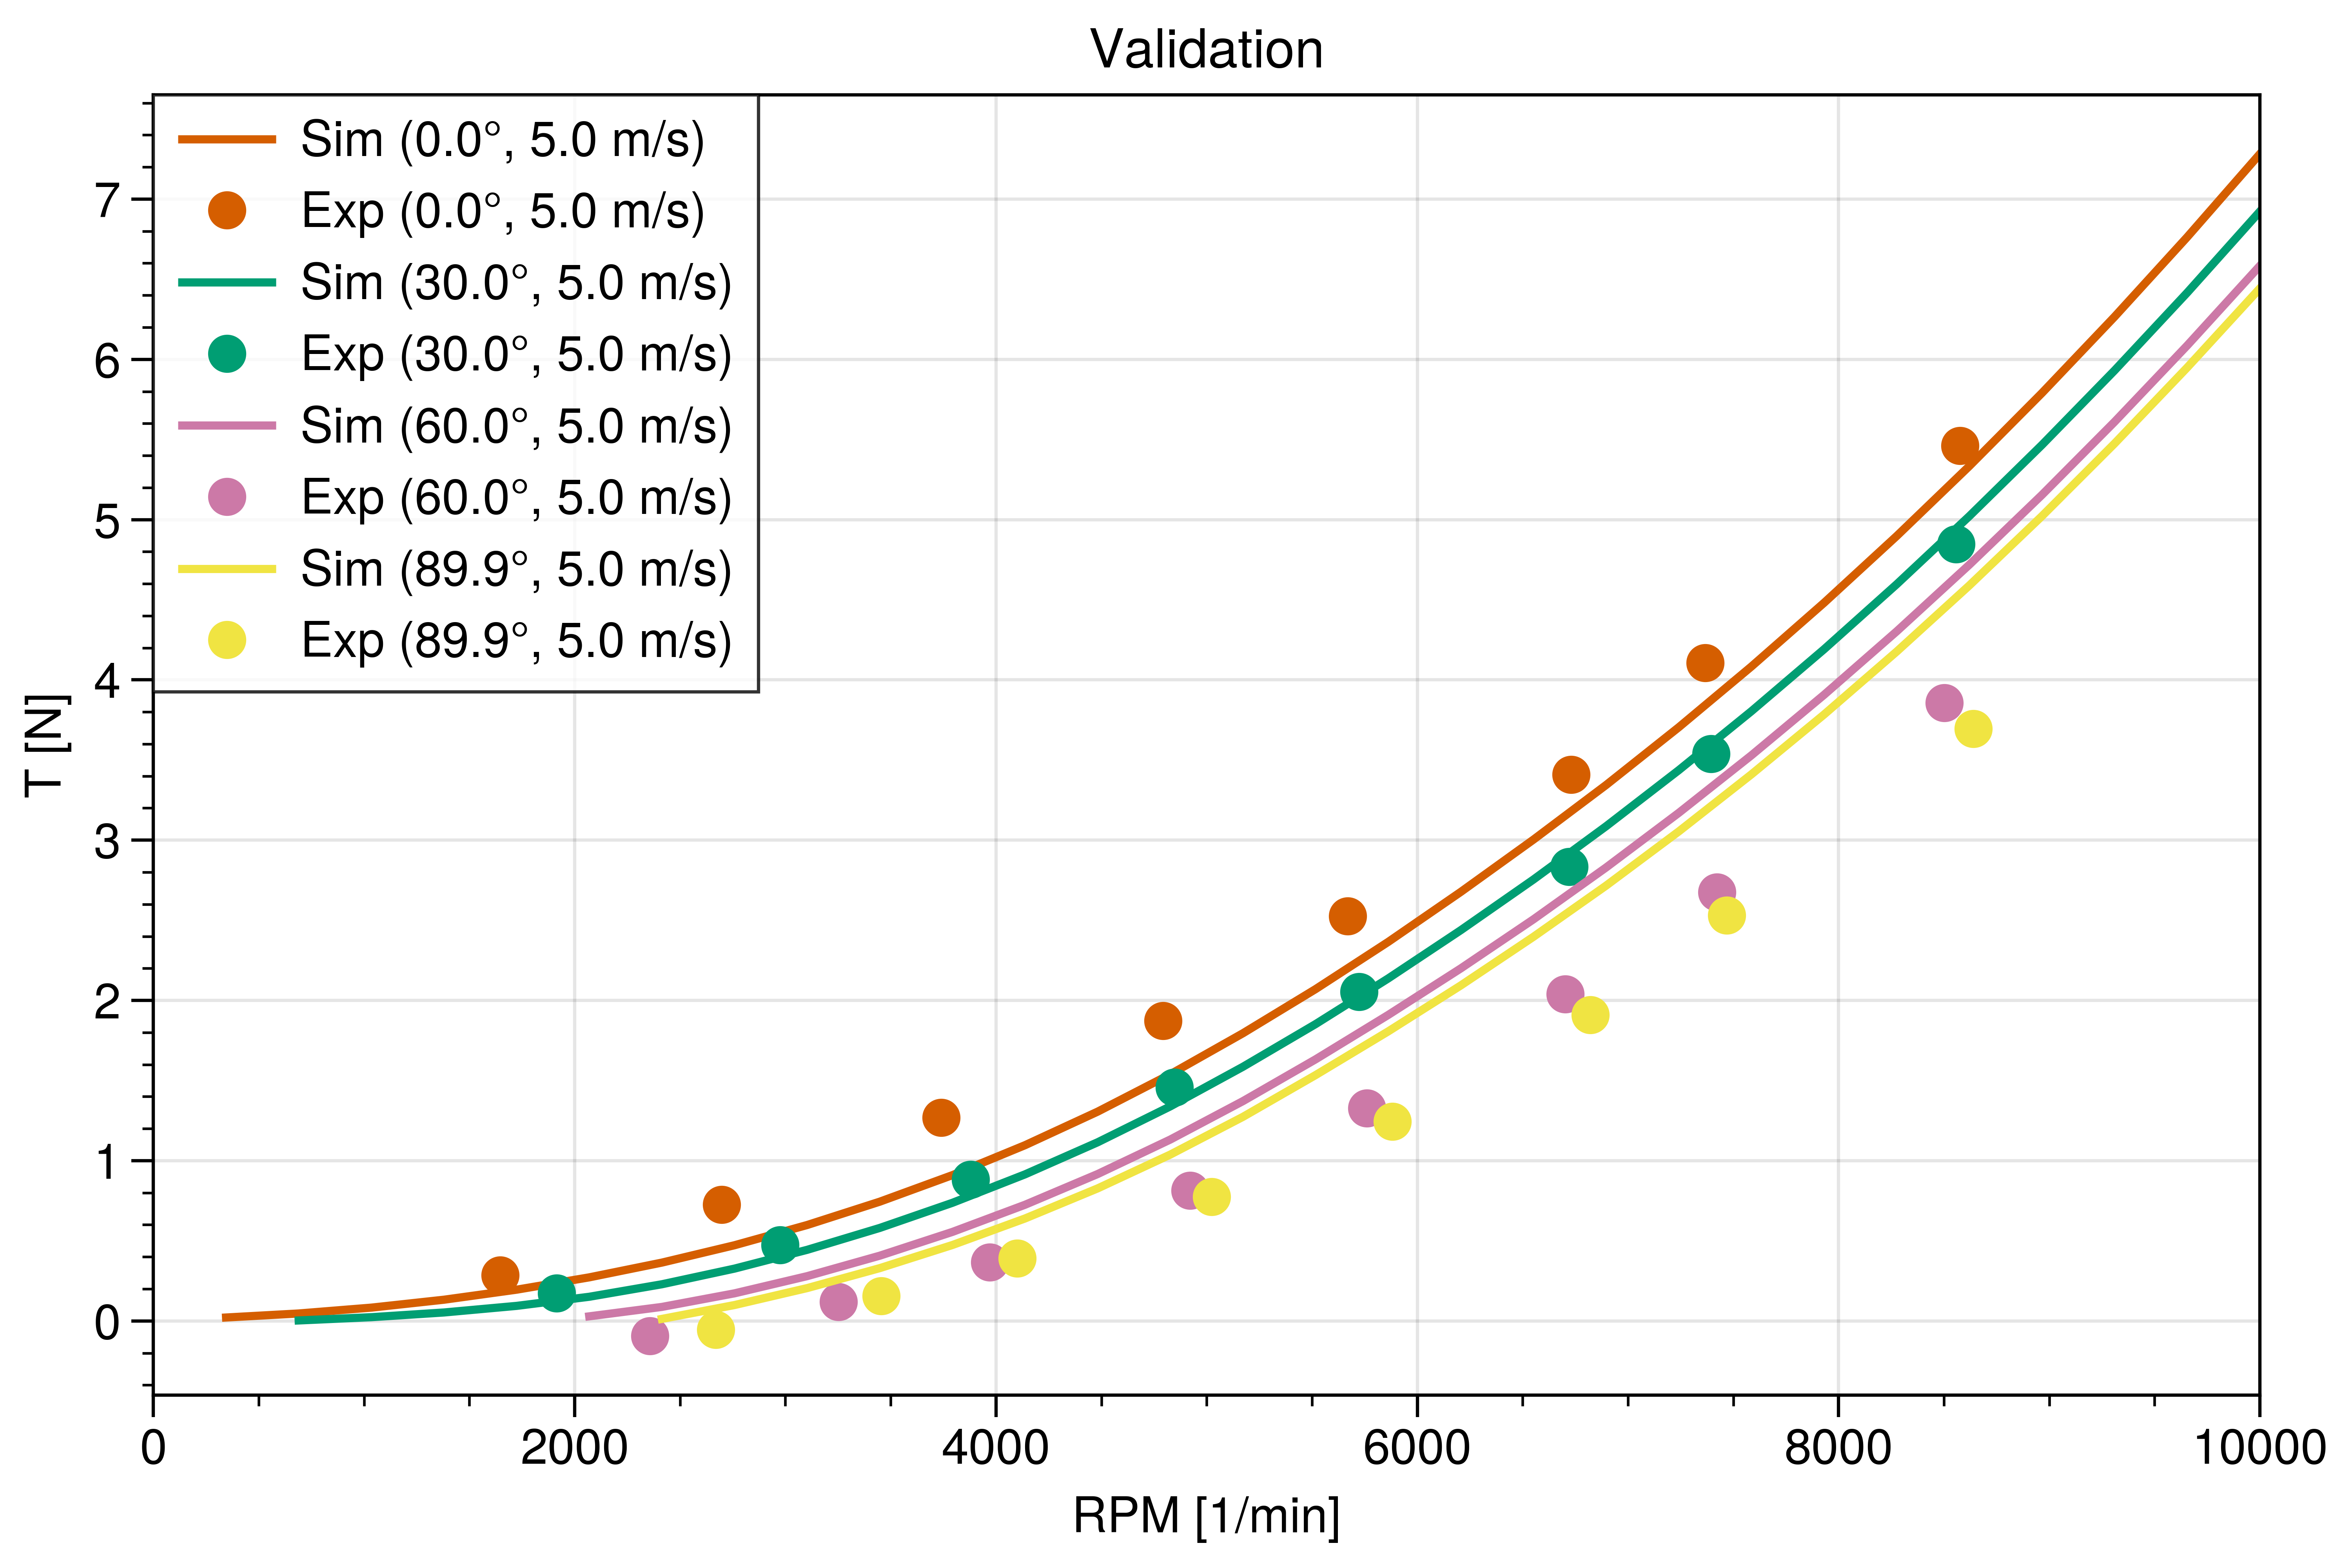 Validation
Sim (0.0°, 5.0 m/s)
Exp (0.0°, 5.0 m/s)
Sim (30.0°, 5.0 m/s)
Exp (30.0°, 5.0 m/s)
Sim (60.0°, 5.0 m/s)
Exp (60.0°, 5.0 m/s)
Sim (89.9°, 5.0 m/s)
Exp (89.9°, 5.0 m/s)
T [N]
7
6
5
4
3
2
1
0
0 2000 4000 6000 8000 10000
RPM [1/min]